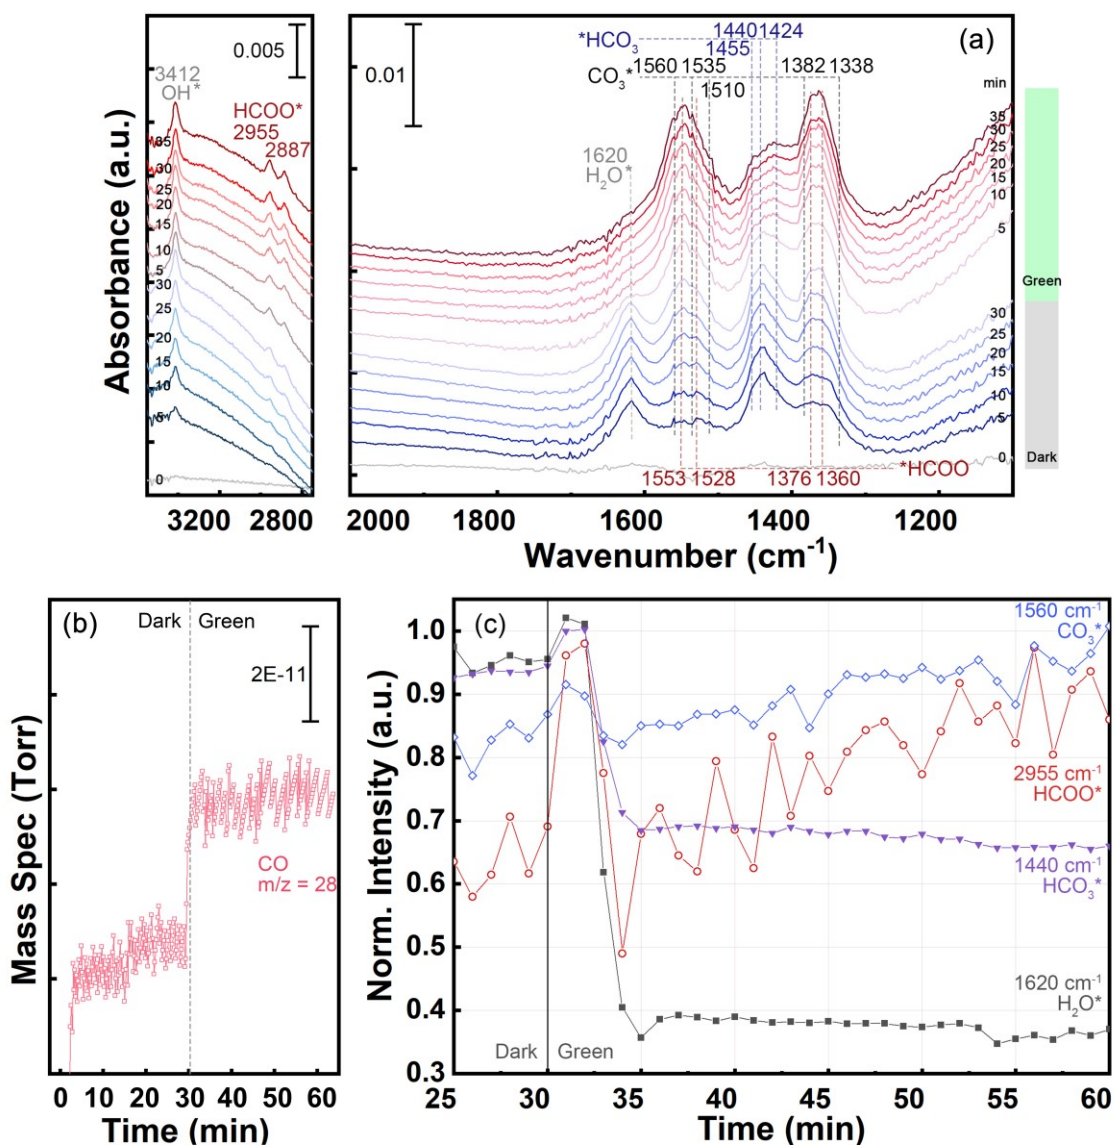 (a)
Absorbance (a.u.)
0.005
3412
OH*
HCOO*
2955
2887
35
30
25
20
15
10
5
30
25
20
15
10
5
0
3200 2800
0.01
*HCO3
1440 1424
1455
CO3*
1560 1535 1382 1338
1510
1620
H2O*
min
35
30
25
20
15
10
5
Green
30
25
20
15
10
5
0
Dark
*HCOO
1553 1528 1376 1360
2000 1800 1600 1400 1200
Wavenumber (cm-1)
(b)
Dark Green
2E-11
Mass Spec (Torr)
CO
m/z = 28
0 10 20 30 40 50 60
Time (min)
(c)
Norm. Intensity (a.u.)
1.0
0.9
0.8
0.7
0.6
0.5
0.4
0.3
1560 cm-1
CO3*
2955 cm-1
HCOO*
1440 cm-1
HCO3*
1620 cm-1
H2O*
Dark Green
25 30 35 40 45 50 55 60
Time (min)